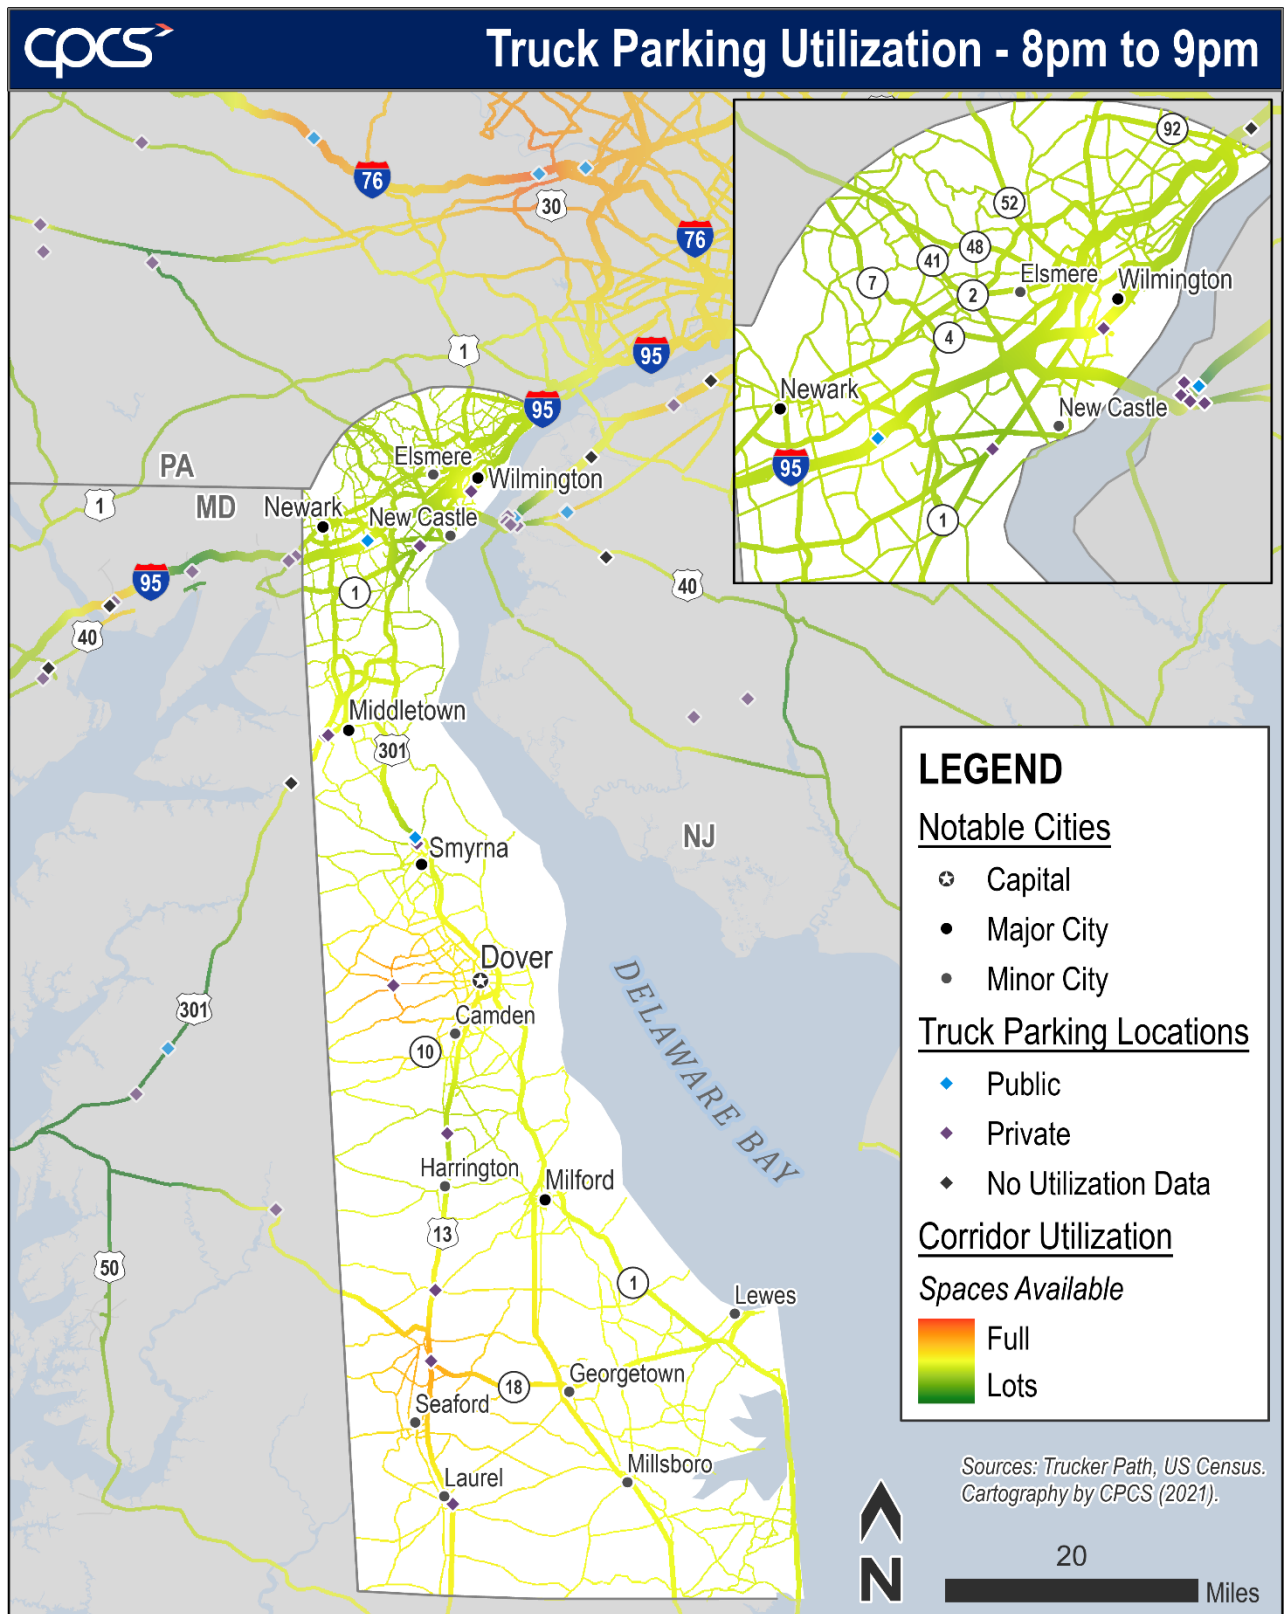 cpcs
Truck Parking Utilization - 8pm to 9pm
76
30
76
1
95
95
PA
MD
1
Elsmere
Wilmington
Newark
New Castle
95
1
40
40
Middletown
301
Smyrna
NJ
Dover
Camden
10
301
DELAWARE BAY
Harrington
Milford
13
50
1
Lewes
Georgetown
18
Seaford
Millsboro
Laurel
92
52
48
41
Elsmere
7
2
Wilmington
4
Newark
New Castle
95
1
LEGEND
Notable Cities
Capital
Major City
Minor City
Truck Parking Locations
Public
Private
No Utilization Data
Corridor Utilization
Spaces Available
Full
Lots
Sources: Trucker Path, US Census.
Cartography by CPCS (2021).
N
20
Miles